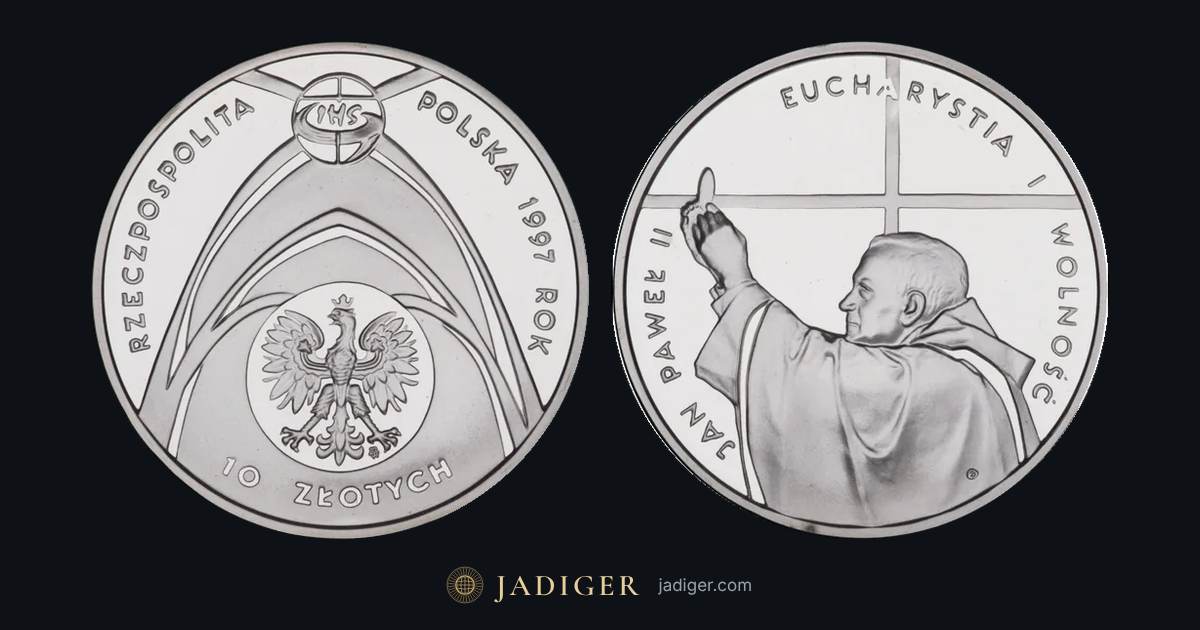 RZECZPOSPOLITA POLSKA 1997 ROK
IHS
10 ZŁOTYCH
EUCHARYSTIA I WOLNOŚĆ
JAN PAWEŁ II
JADIGER jadiger.com